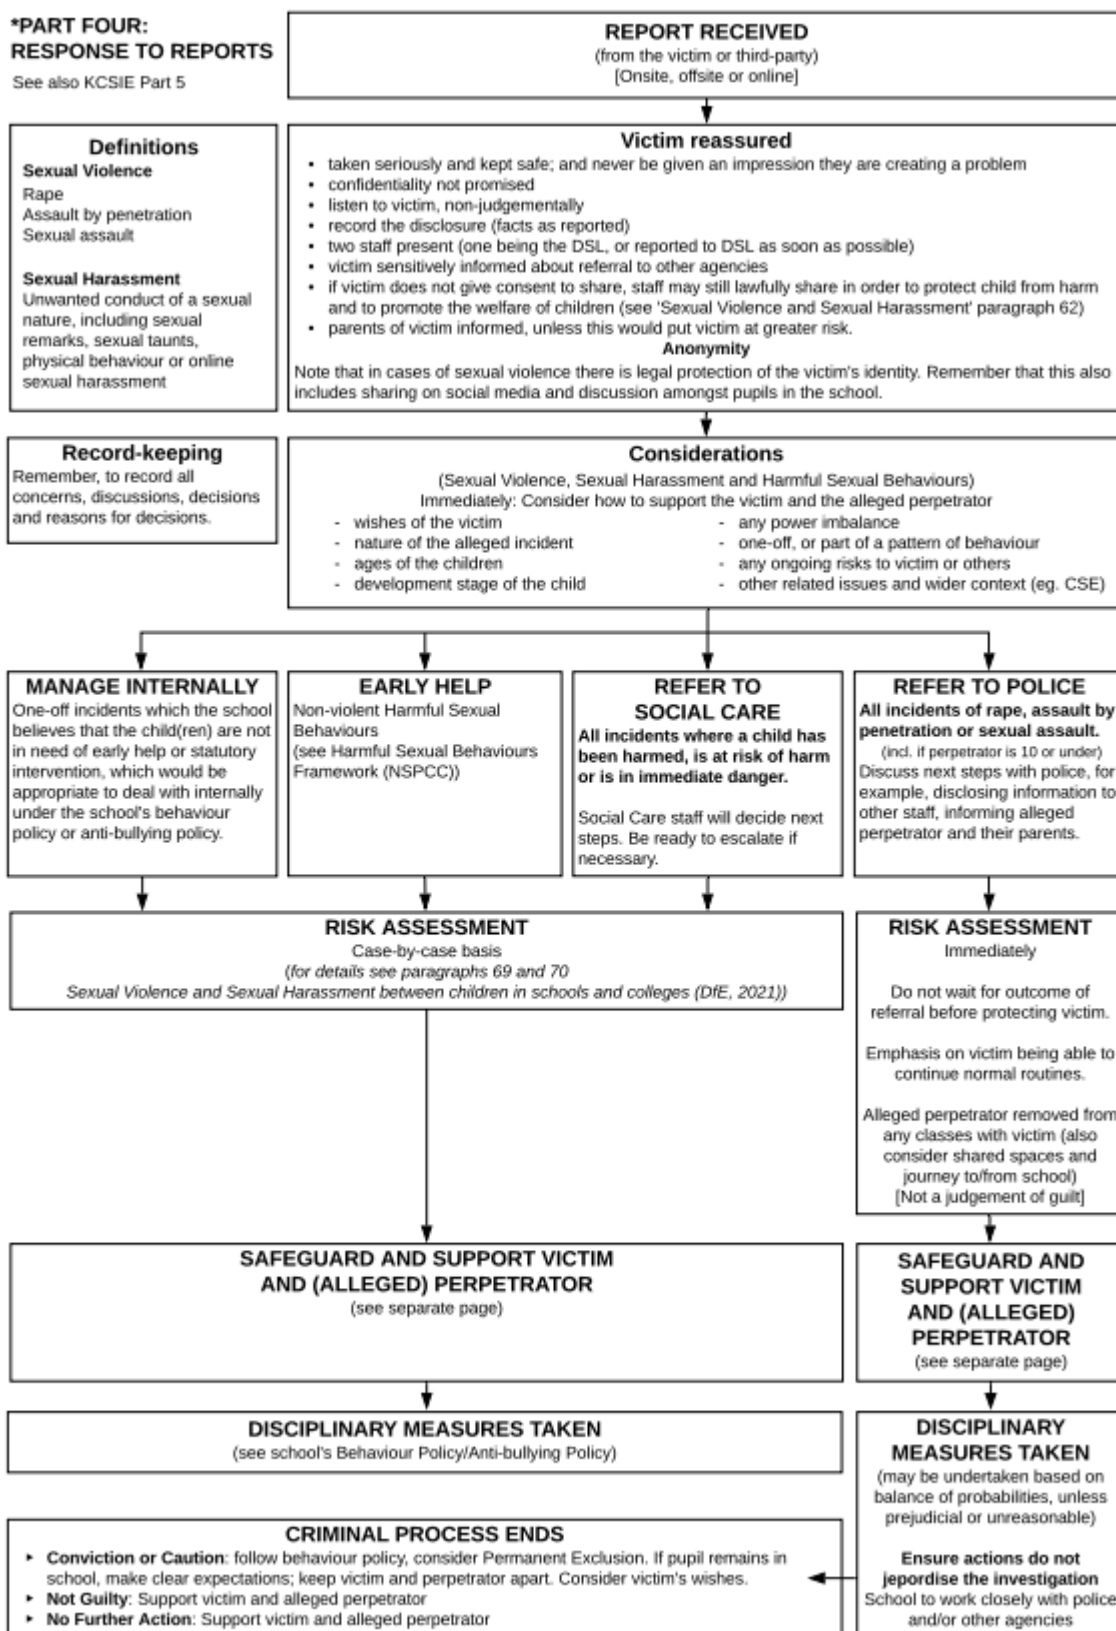 *PART FOUR:
RESPONSE TO REPORTS
See also KCSIE Part 5
REPORT RECEIVED
(from the victim or third-party)
[Onsite, offsite or online]
Definitions
Sexual Violence
Rape
Assault by penetration
Sexual assault
Sexual Harassment
Unwanted conduct of a sexual
nature, including sexual
remarks, sexual taunts,
physical behaviour or online
sexual harassment
Victim reassured
• taken seriously and kept safe; and never be given an impression they are creating a problem
• confidentiality not promised
• listen to victim, non-judgementally
• record the disclosure (facts as reported)
• two staff present (one being the DSL, or reported to DSL as soon as possible)
• victim sensitively informed about referral to other agencies
• if victim does not give consent to share, staff may still lawfully share in order to protect child from harm
and to promote the welfare of children (see 'Sexual Violence and Sexual Harassment' paragraph 62)
• parents of victim informed, unless this would put victim at greater risk.
Anonymity
Note that in cases of sexual violence there is legal protection of the victim's identity. Remember that this also
includes sharing on social media and discussion amongst pupils in the school.
Record-keeping
Remember, to record all
concerns, discussions, decisions
and reasons for decisions.
Considerations
(Sexual Violence, Sexual Harassment and Harmful Sexual Behaviours)
Immediately: Consider how to support the victim and the alleged perpetrator
- wishes of the victim
- nature of the alleged incident
- ages of the children
- development stage of the child
- any power imbalance
- one-off, or part of a pattern of behaviour
- any ongoing risks to victim or others
- other related issues and wider context (eg. CSE)
MANAGE INTERNALLY
One-off incidents which the school
believes that the child(ren) are not
in need of early help or statutory
intervention, which would be
appropriate to deal with internally
under the school's behaviour
policy or anti-bullying policy.
EARLY HELP
Non-violent Harmful Sexual
Behaviours
(see Harmful Sexual Behaviours
Framework (NSPCC))
REFER TO
SOCIAL CARE
All incidents where a child has
been harmed, is at risk of harm
or is in immediate danger.
Social Care staff will decide next
steps. Be ready to escalate if
necessary.
REFER TO POLICE
All incidents of rape, assault by
penetration or sexual assault.
(incl. if perpetrator is 10 or under)
Discuss next steps with police, for
example, disclosing information to
other staff, informing alleged
perpetrator and their parents.
RISK ASSESSMENT
Case-by-case basis
(for details see paragraphs 69 and 70
Sexual Violence and Sexual Harassment between children in schools and colleges (DfE, 2021))
RISK ASSESSMENT
Immediately
Do not wait for outcome of
referral before protecting victim.
Emphasis on victim being able to
continue normal routines.
Alleged perpetrator removed from
any classes with victim (also
consider shared spaces and
journey to/from school)
[Not a judgement of guilt]
SAFEGUARD AND SUPPORT VICTIM
AND (ALLEGED) PERPETRATOR
(see separate page)
SAFEGUARD AND
SUPPORT VICTIM
AND (ALLEGED)
PERPETRATOR
(see separate page)
DISCIPLINARY MEASURES TAKEN
(see school's Behaviour Policy/Anti-bullying Policy)
DISCIPLINARY
MEASURES TAKEN
(may be undertaken based on
balance of probabilities, unless
prejudicial or unreasonable)
Ensure actions do not
jepordise the investigation
School to work closely with police
and/or other agencies
CRIMINAL PROCESS ENDS
‣ Conviction or Caution: follow behaviour policy, consider Permanent Exclusion. If pupil remains in
school, make clear expectations; keep victim and perpetrator apart. Consider victim's wishes.
‣ Not Guilty: Support victim and alleged perpetrator
‣ No Further Action: Support victim and alleged perpetrator